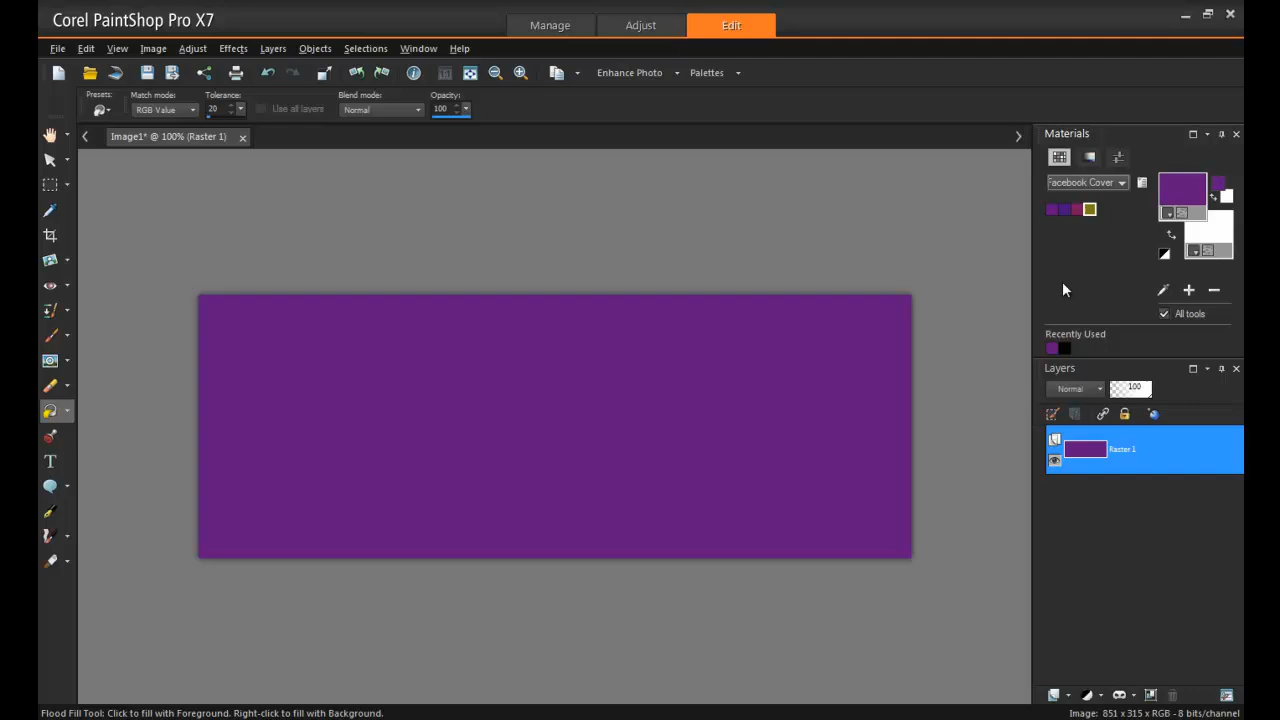 Corel PaintShop Pro X7
Manage Adjust Edit
File Edit View Image Adjust Effects Layers Objects Selections Window Help
Enhance Photo Palettes
Presets: Match mode: Tolerance: Blend mode: Opacity:
RGB Value 20 Use all layers Normal 100
Image1* @ 100% (Raster 1)
Materials
Facebook Cover
All tools
Recently Used
Layers
Normal 100
Raster 1
T
Flood Fill Tool: Click to fill with Foreground. Right-click to fill with Background.
Image: 851 x 315 x RGB - 8 bits/channel